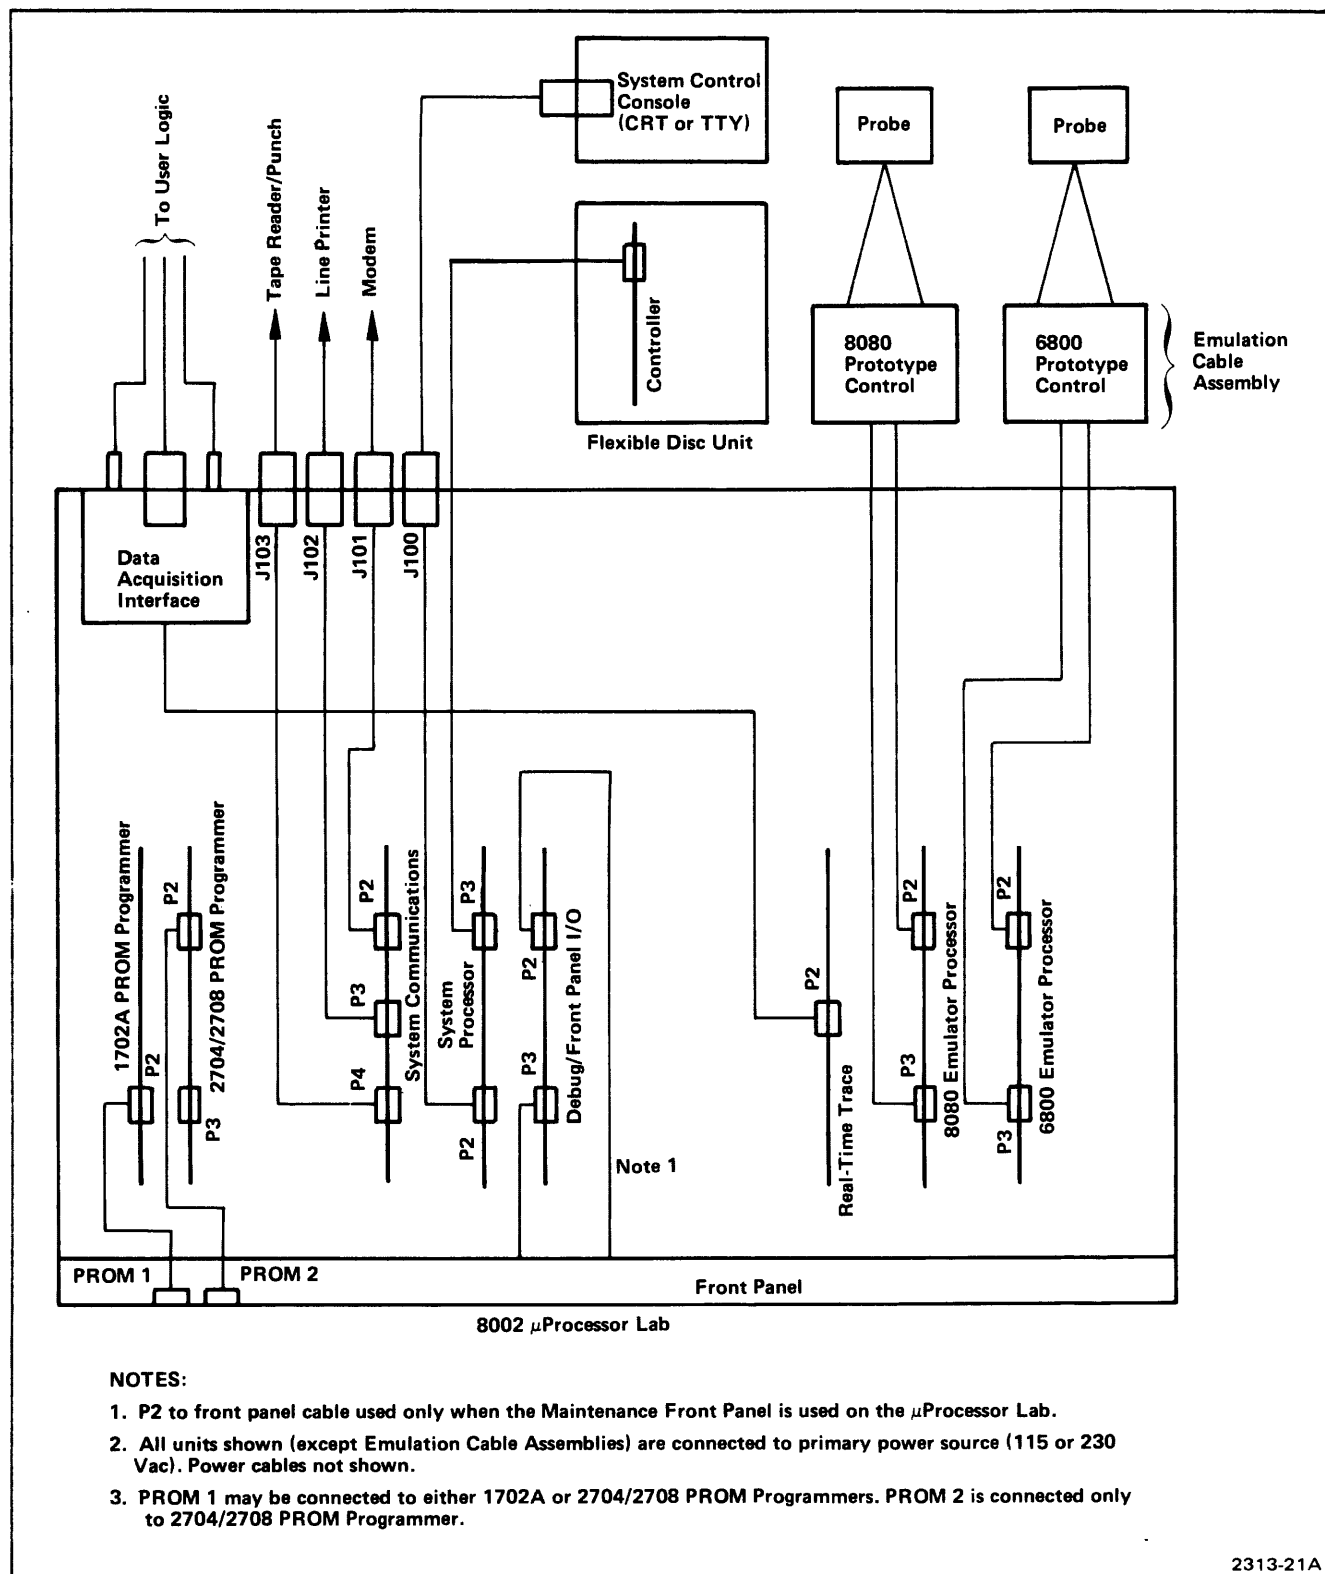 System Control
Console
(CRT or TTY)
Probe
Probe
To User Logic
Tape Reader/Punch
Line Printer
Modem
Controller
Flexible Disc Unit
8080
Prototype
Control
6800
Prototype
Control
Emulation
Cable
Assembly
Data
Acquisition
Interface
J103
J102
J101
J100
1702A PROM Programmer
P2
P2
P3
2704/2708 PROM Programmer
P2
P3
P4
System Communications
P3
System
Processor
P2
P2
P3
Debug/Front Panel I/O
Note 1
P2
Real-Time Trace
P2
P3
8080 Emulator Processor
P2
P3
6800 Emulator Processor
PROM 1
PROM 2
Front Panel
8002 μProcessor Lab
NOTES:
1. P2 to front panel cable used only when the Maintenance Front Panel is used on the μProcessor Lab.
2. All units shown (except Emulation Cable Assemblies) are connected to primary power source (115 or 230
Vac). Power cables not shown.
3. PROM 1 may be connected to either 1702A or 2704/2708 PROM Programmers. PROM 2 is connected only
to 2704/2708 PROM Programmer.
2313-21A